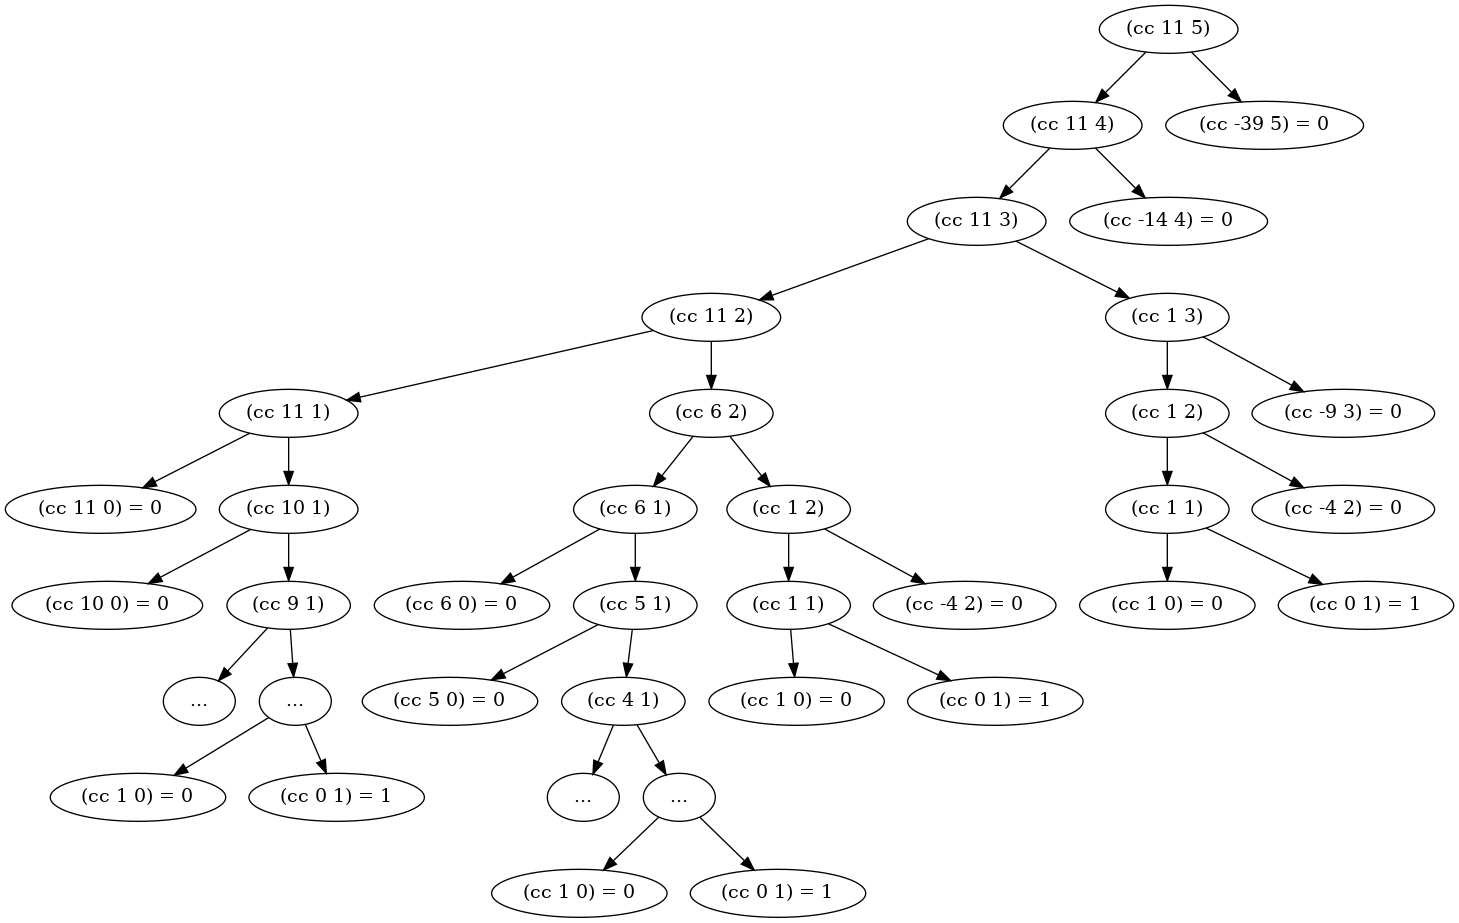 (cc 11 5)
(cc 11 4)
(cc -39 5) = 0
(cc 11 3)
(cc -14 4) = 0
(cc 11 2)
(cc 1 3)
(cc 11 1)
(cc 6 2)
(cc 1 2)
(cc -9 3) = 0
(cc 11 0) = 0
(cc 10 1)
(cc 6 1)
(cc 1 2)
(cc 1 1)
(cc -4 2) = 0
(cc 10 0) = 0
(cc 9 1)
(cc 6 0) = 0
(cc 5 1)
(cc 1 1)
(cc -4 2) = 0
(cc 1 0) = 0
(cc 0 1) = 1
...
...
(cc 5 0) = 0
(cc 4 1)
(cc 1 0) = 0
(cc 0 1) = 1
(cc 1 0) = 0
(cc 0 1) = 1
...
...
(cc 1 0) = 0
(cc 0 1) = 1